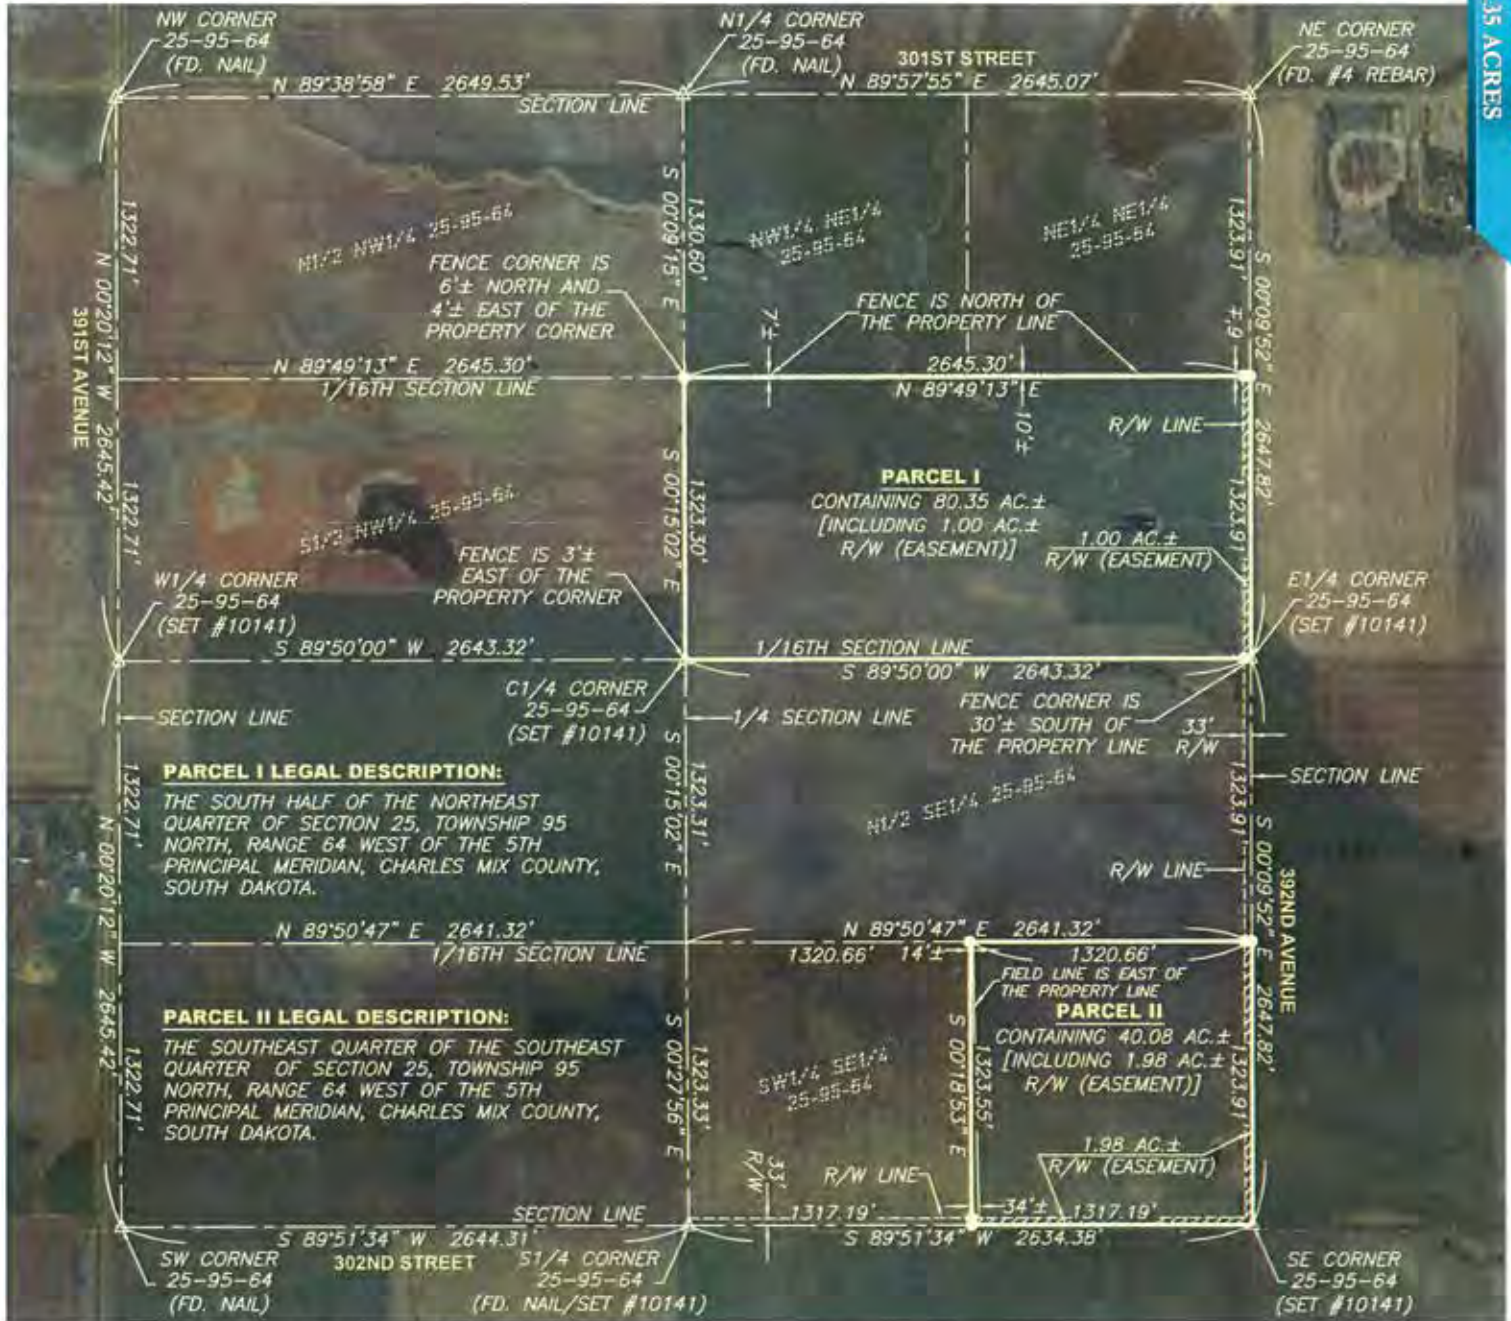 35 ACRES
NW CORNER
25-95-64
(FD. NAIL)
N1/4 CORNER
25-95-64
(FD. NAIL)
301ST STREET
NE CORNER
25-95-64
(FD. #4 REBAR)
N 89°38'58" E 2649.53'
SECTION LINE
N 89°57'55" E 2645.07'
1322.71'
N 00°20'12" W 2645.42'
391ST AVENUE
N1/2 NW1/4 25-95-64
S 00°09'15" E
1330.60'
NW1/4 NE1/4
25-95-64
NE1/4 NE1/4
25-95-64
1323.91'
S 00°09'52" E 2647.82'
FENCE CORNER IS
6'± NORTH AND
4'± EAST OF THE
PROPERTY CORNER
FENCE IS NORTH OF
THE PROPERTY LINE
7'±
9'±
N 89°49'13" E 2645.30'
1/16TH SECTION LINE
2645.30'
N 89°49'13" E
10'±
R/W LINE
1322.71'
S1/2 NW1/4 25-95-64
S 00°15'02" E
1323.30'
PARCEL I
CONTAINING 80.35 AC.±
[INCLUDING 1.00 AC.±
R/W (EASEMENT)]
1.00 AC.±
R/W (EASEMENT)
1323.91'
FENCE IS 3'±
EAST OF THE
PROPERTY CORNER
W1/4 CORNER
25-95-64
(SET #10141)
E1/4 CORNER
25-95-64
(SET #10141)
S 89°50'00" W 2643.32'
1/16TH SECTION LINE
S 89°50'00" W 2643.32'
C1/4 CORNER
25-95-64
(SET #10141)
SECTION LINE
1/4 SECTION LINE
FENCE CORNER IS
30'± SOUTH OF
THE PROPERTY LINE
33'
R/W
SECTION LINE
PARCEL I LEGAL DESCRIPTION:
THE SOUTH HALF OF THE NORTHEAST
QUARTER OF SECTION 25, TOWNSHIP 95
NORTH, RANGE 64 WEST OF THE 5TH
PRINCIPAL MERIDIAN, CHARLES MIX COUNTY,
SOUTH DAKOTA.
1322.71'
N 00°20'12" W 2645.42'
S 00°15'02" E
1323.31'
N1/2 SE1/4 25-95-64
1323.91'
R/W LINE
S 00°09'52" E 2647.82'
392ND AVENUE
N 89°50'47" E 2641.32'
1/16TH SECTION LINE
N 89°50'47" E 2641.32'
1320.66' 14'±
1320.66'
FIELD LINE IS EAST OF
THE PROPERTY LINE
PARCEL II
CONTAINING 40.08 AC.±
[INCLUDING 1.98 AC.±
R/W (EASEMENT)]
PARCEL II LEGAL DESCRIPTION:
THE SOUTHEAST QUARTER OF THE SOUTHEAST
QUARTER OF SECTION 25, TOWNSHIP 95
NORTH, RANGE 64 WEST OF THE 5TH
PRINCIPAL MERIDIAN, CHARLES MIX COUNTY,
SOUTH DAKOTA.
1322.71'
S 00°27'56" E
1323.33'
SW1/4 SE1/4
25-95-64
S 00°18'53" E
1323.55'
1323.91'
1.98 AC.±
R/W (EASEMENT)
33'
R/W
R/W LINE
SECTION LINE
1317.19'
34'±
1317.19'
S 89°51'34" W 2644.31'
S 89°51'34" W 2634.38'
302ND STREET
SW CORNER
25-95-64
(FD. NAIL)
S1/4 CORNER
25-95-64
(FD. NAIL/SET #10141)
SE CORNER
25-95-64
(SET #10141)